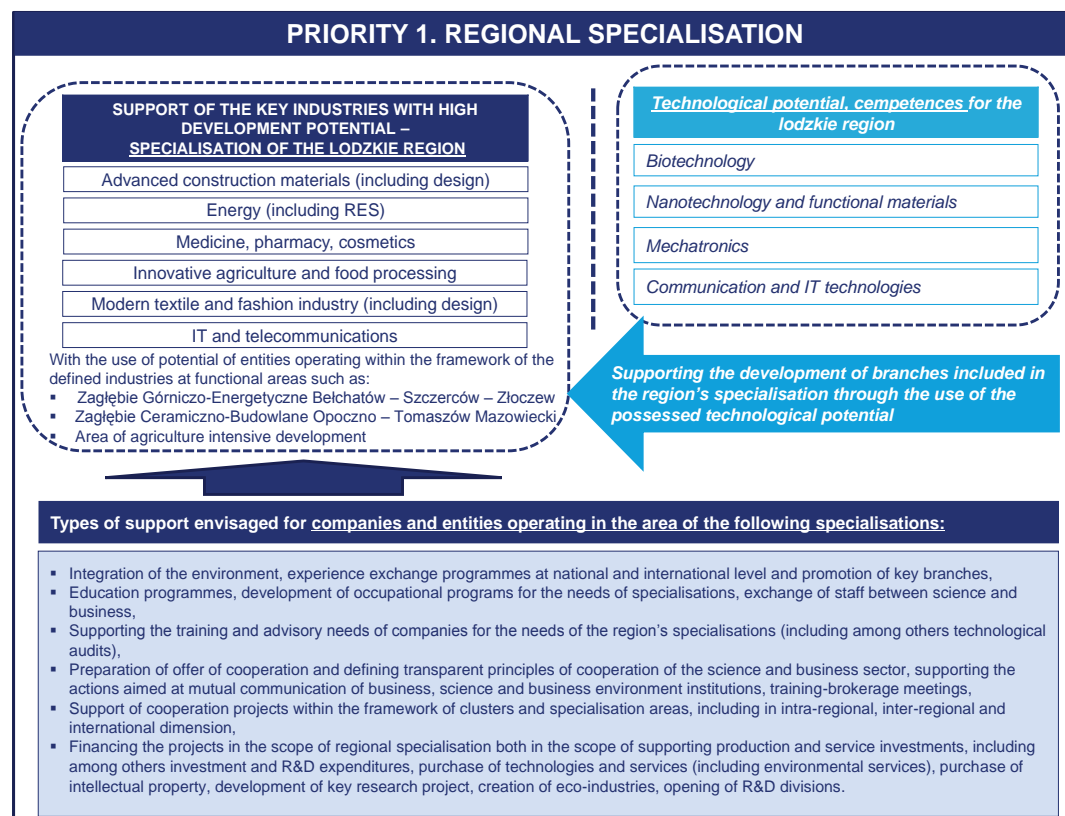 PRIORITY 1. REGIONAL SPECIALISATION
SUPPORT OF THE KEY INDUSTRIES WITH HIGH
DEVELOPMENT POTENTIAL –
SPECIALISATION OF THE LODZKIE REGION
Advanced construction materials (including design)
Energy (including RES)
Medicine, pharmacy, cosmetics
Innovative agriculture and food processing
Modern textile and fashion industry (including design)
IT and telecommunications
With the use of potential of entities operating within the framework of the
defined industries at functional areas such as:
▪ Zagłębie Górniczo-Energetyczne Bełchatów – Szczerców – Złoczew
▪ Zagłębie Ceramiczno-Budowlane Opoczno – Tomaszów Mazowiecki
▪ Area of agriculture intensive development
Technological potential, competences for the
lodzkie region
Biotechnology
Nanotechnology and functional materials
Mechatronics
Communication and IT technologies
Supporting the development of branches included in
the region's specialisation through the use of the
possessed technological potential
Types of support envisaged for companies and entities operating in the area of the following specialisations:
▪ Integration of the environment, experience exchange programmes at national and international level and promotion of key branches,
▪ Education programmes, development of occupational programs for the needs of specialisations, exchange of staff between science and
business,
▪ Supporting the training and advisory needs of companies for the needs of the region's specialisations (including among others technological
audits),
▪ Preparation of offer of cooperation and defining transparent principles of cooperation of the science and business sector, supporting the
actions aimed at mutual communication of business, science and business environment institutions, training-brokerage meetings,
▪ Support of cooperation projects within the framework of clusters and specialisation areas, including in intra-regional, inter-regional and
international dimension,
▪ Financing the projects in the scope of regional specialisation both in the scope of supporting production and service investments, including
among others investment and R&D expenditures, purchase of technologies and services (including environmental services), purchase of
intellectual property, development of key research project, creation of eco-industries, opening of R&D divisions.